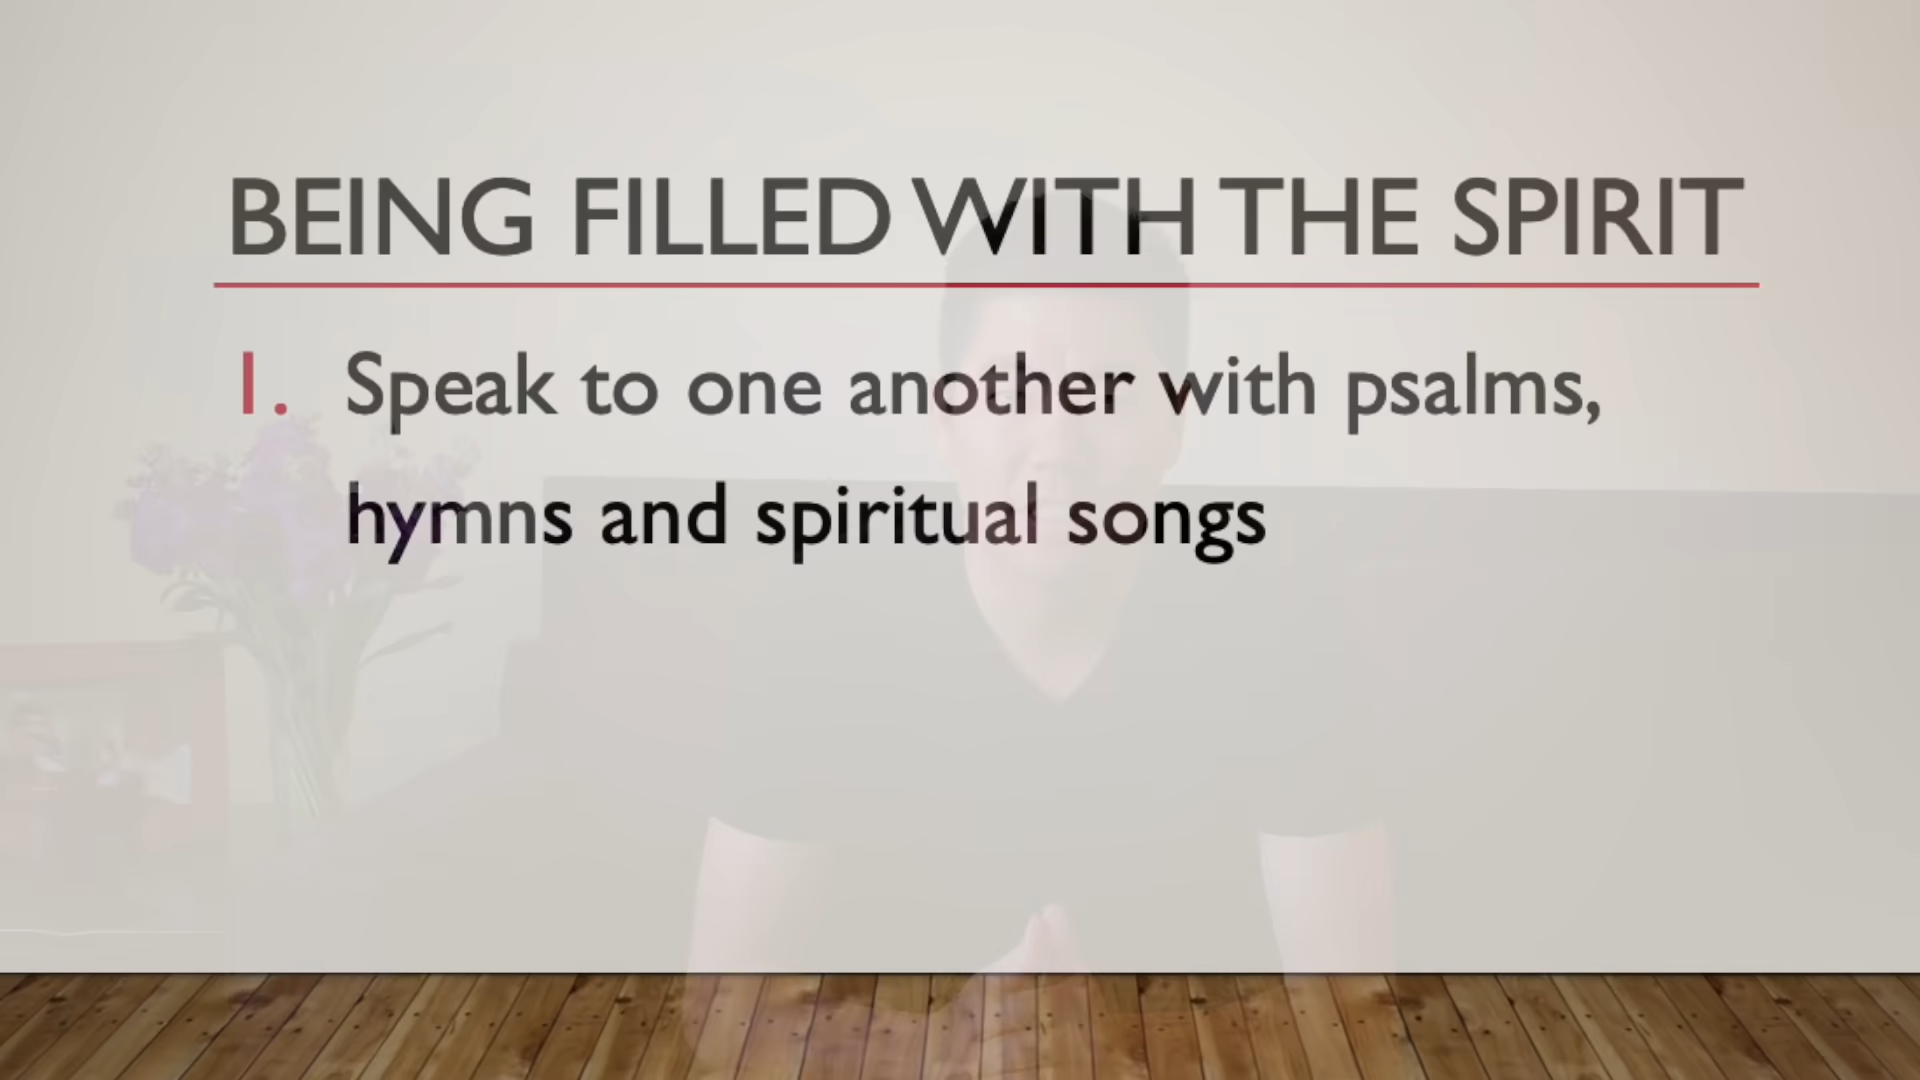 BEING FILLED WITH THE SPIRIT
1. Speak to one another with psalms,
hymns and spiritual songs